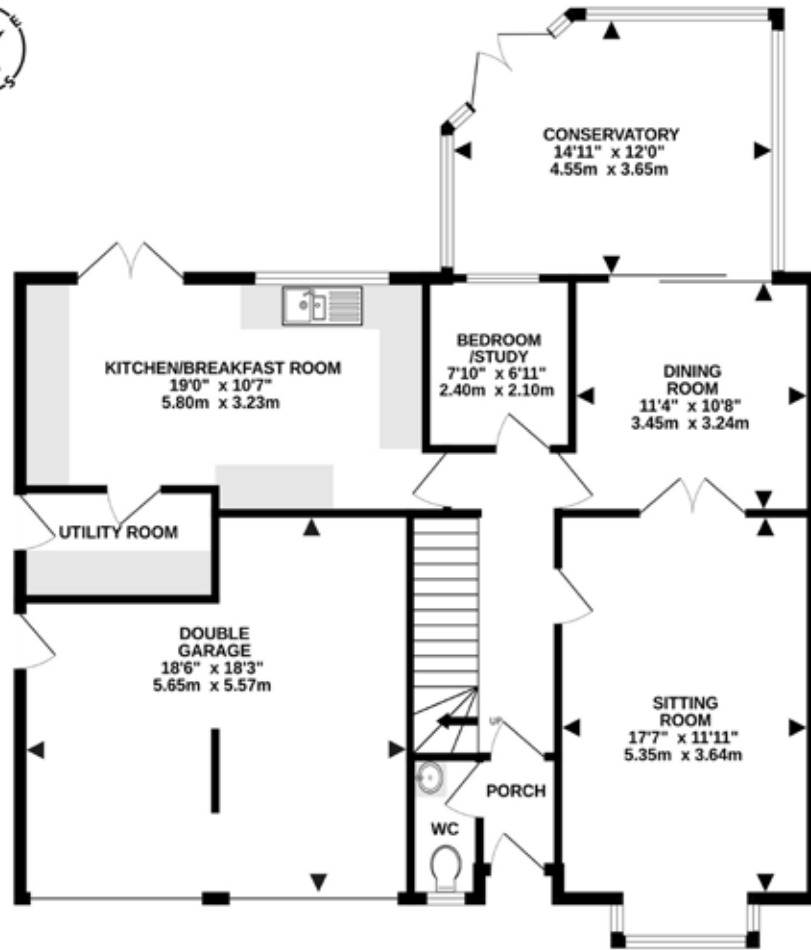 E
S
CONSERVATORY
14'11" x 12'0"
4.55m x 3.65m
KITCHEN/BREAKFAST ROOM
19'0" x 10'7"
5.80m x 3.23m
BEDROOM
/STUDY
7'10" x 6'11"
2.40m x 2.10m
DINING
ROOM
11'4" x 10'8"
3.45m x 3.24m
UTILITY ROOM
DOUBLE
GARAGE
18'6" x 18'3"
5.65m x 5.57m
SITTING
ROOM
17'7" x 11'11"
5.35m x 3.64m
UP
PORCH
WC